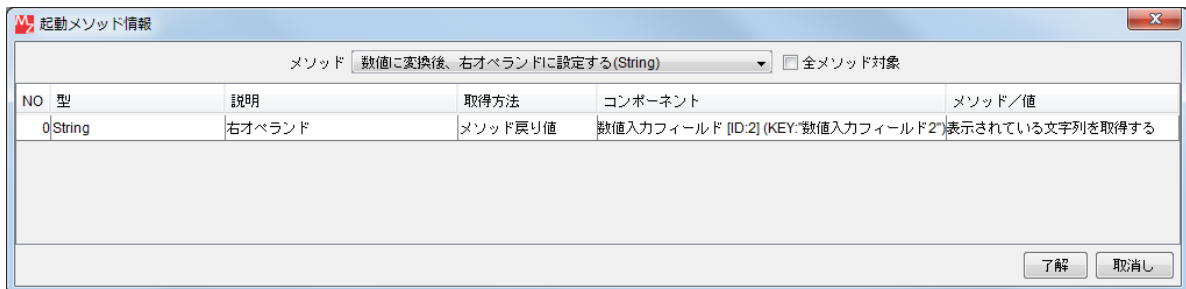 起動メソッド情報
メソッド 数値に変換後、右オペランドに設定する(String) 全メソッド対象
NO 型 説明 取得方法 コンポーネント メソッド／値
0 String 右オペランド メソッド戻り値 数値入力フィールド [ID:2] (KEY:"数値入力フィールド2") 表示されている文字列を取得する
了解 取消し